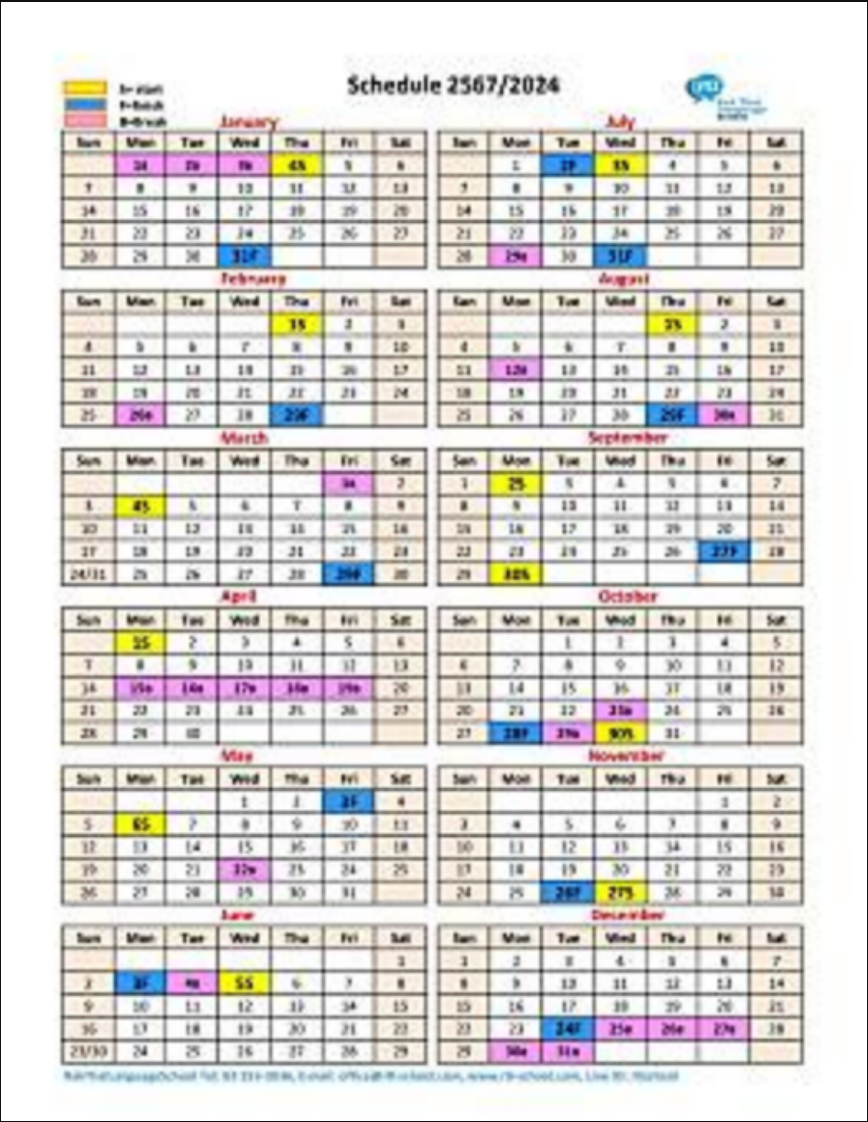 Schedule 2567/2024
S= start
F=finish
B=Break
January
Sun Mon Tue Wed Thu Fri Sat
1B 2B 3B 4S 5 6
7 8 9 10 11 12 13
14 15 16 17 18 19 20
21 22 23 24 25 26 27
28 29 30 31F
February
Sun Mon Tue Wed Thu Fri Sat
1S 2 3
4 5 6 7 8 9 10
11 12 13 14 15 16 17
18 19 20 21 22 23 24
25 26B 27 28 29F
March
Sun Mon Tue Wed Thu Fri Sat
1B 2
3 4S 5 6 7 8 9
10 11 12 13 14 15 16
17 18 19 20 21 22 23
24/31 25 26 27 28 29F 30
April
Sun Mon Tue Wed Thu Fri Sat
1S 2 3 4 5 6
7 8 9 10 11 12 13
14 15B 16B 17B 18B 19B 20
21 22 23 24 25 26 27
28 29 30
May
Sun Mon Tue Wed Thu Fri Sat
1 2 3F 4
5 6S 7 8 9 10 11
12 13 14 15 16 17 18
19 20 21 22B 23 24 25
26 27 28 29 30 31
June
Sun Mon Tue Wed Thu Fri Sat
1
2 3F 4B 5S 6 7 8
9 10 11 12 13 14 15
16 17 18 19 20 21 22
23/30 24 25 26 27 28 29
July
Sun Mon Tue Wed Thu Fri Sat
1 2F 3S 4 5 6
7 8 9 10 11 12 13
14 15 16 17 18 19 20
21 22 23 24 25 26 27
28 29B 30 31F
August
Sun Mon Tue Wed Thu Fri Sat
1S 2 3
4 5 6 7 8 9 10
11 12B 13 14 15 16 17
18 19 20 21 22 23 24
25 26 27 28 29F 30B 31
September
Sun Mon Tue Wed Thu Fri Sat
1 2S 3 4 5 6 7
8 9 10 11 12 13 14
15 16 17 18 19 20 21
22 23 24 25 26 27F 28
29 30S
October
Sun Mon Tue Wed Thu Fri Sat
1 2 3 4 5
6 7 8 9 10 11 12
13 14 15 16 17 18 19
20 21 22 23B 24 25 26
27 28F 29B 30S 31
November
Sun Mon Tue Wed Thu Fri Sat
1 2
3 4 5 6 7 8 9
10 11 12 13 14 15 16
17 18 19 20 21 22 23
24 25 26F 27S 28 29 30
December
Sun Mon Tue Wed Thu Fri Sat
1 2 3 4 5 6 7
8 9 10 11 12 13 14
15 16 17 18 19 20 21
22 23 24F 25B 26B 27B 28
29 30B 31B